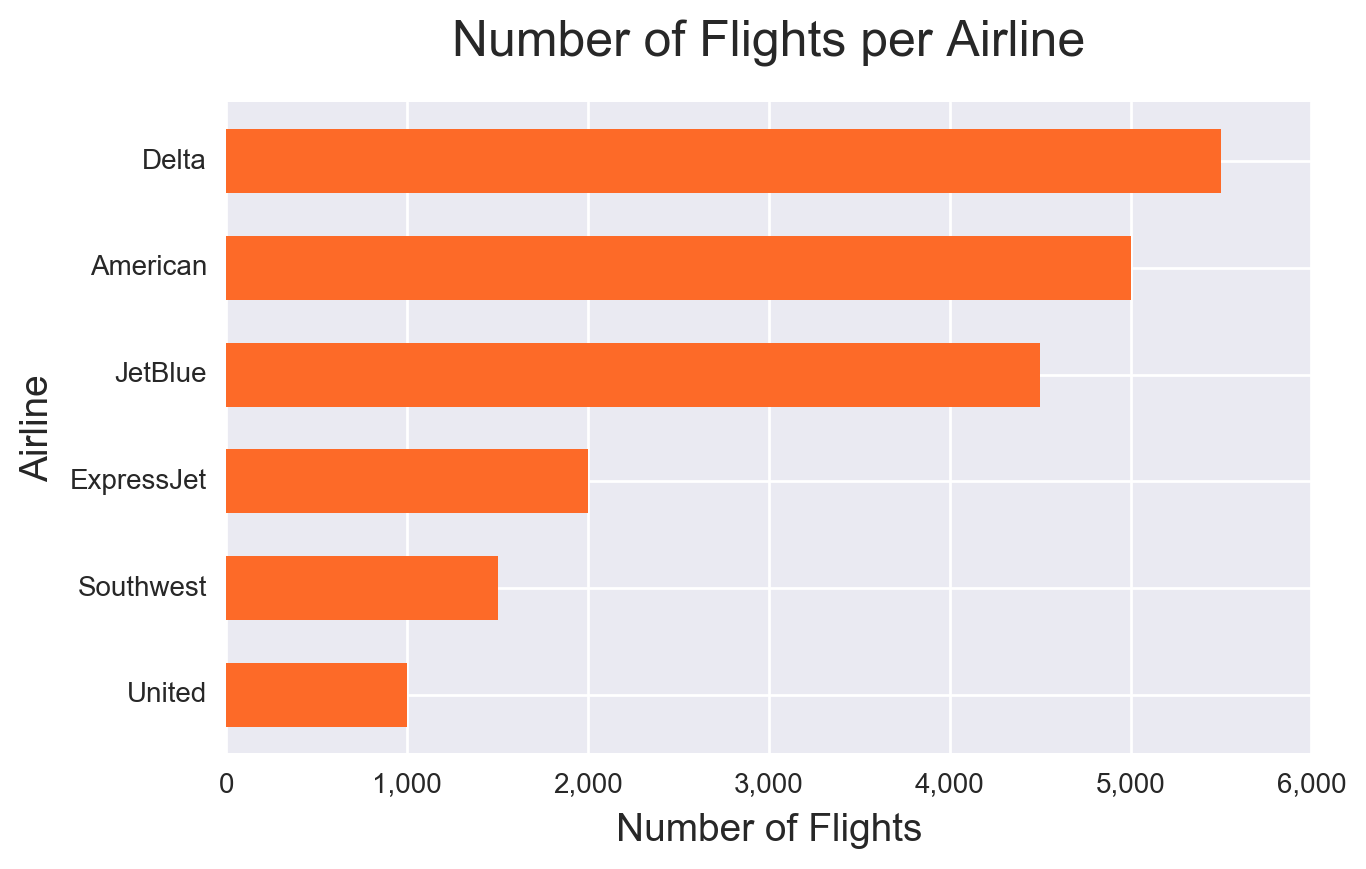 Number of Flights per Airline
Airline
Delta
American
JetBlue
ExpressJet
Southwest
United
0 1,000 2,000 3,000 4,000 5,000 6,000
Number of Flights